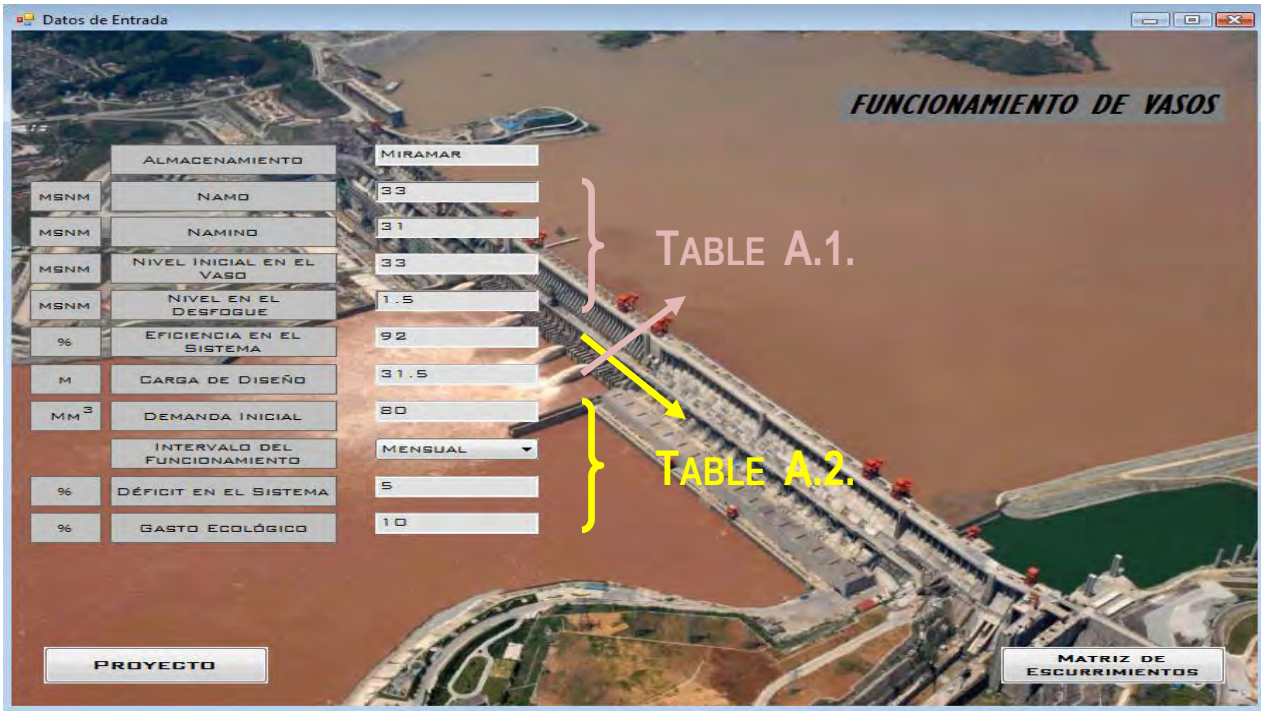 Datos de Entrada
FUNCIONAMIENTO DE VASOS
ALMACENAMIENTO MIRAMAR
MSNM NAMO 33
MSNM NAMINO 31
MSNM NIVEL INICIAL EN EL VASO 33
MSNM NIVEL EN EL DESFOGUE 1.5
% EFICIENCIA EN EL SISTEMA 92
M CARGA DE DISEÑO 31.5
MM³ DEMANDA INICIAL 80
INTERVALO DEL FUNCIONAMIENTO MENSUAL
% DÉFICIT EN EL SISTEMA 5
% GASTO ECOLÓGICO 10
TABLE A.1.
TABLE A.2.
PROYECTO
MATRIZ DE
ESCURRIMIENTOS